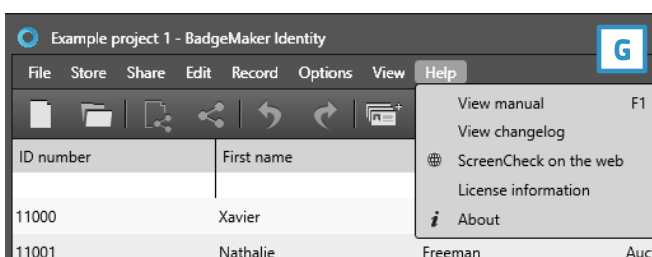 Example project 1 - BadgeMaker Identity
G
File Store Share Edit Record Options View Help
View manual F1
View changelog
ScreenCheck on the web
License information
About
ID number First name
11000 Xavier
11001 Nathalie Freeman